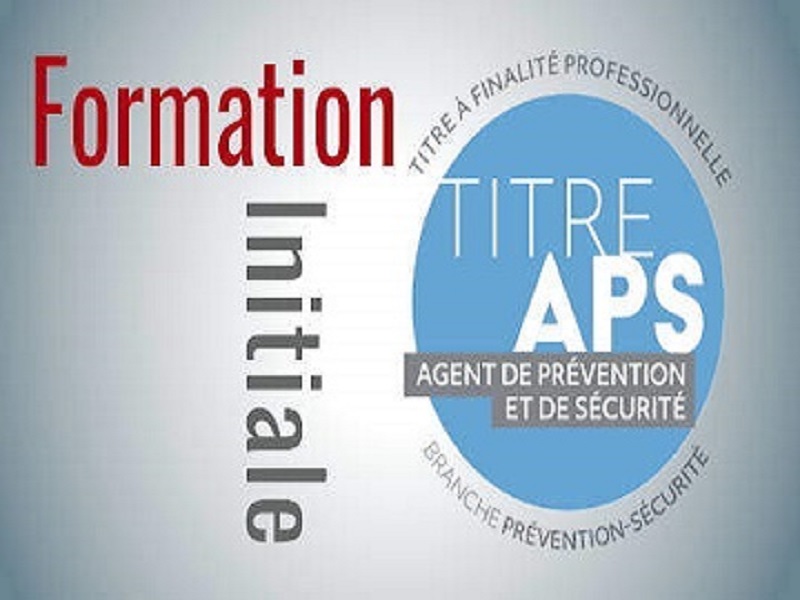 Formation
Initiale
TITRE À FINALITÉ PROFESSIONNELLE
TITRE
APS
AGENT DE PRÉVENTION
ET DE SÉCURITÉ
BRANCHE PRÉVENTION-SÉCURITÉ